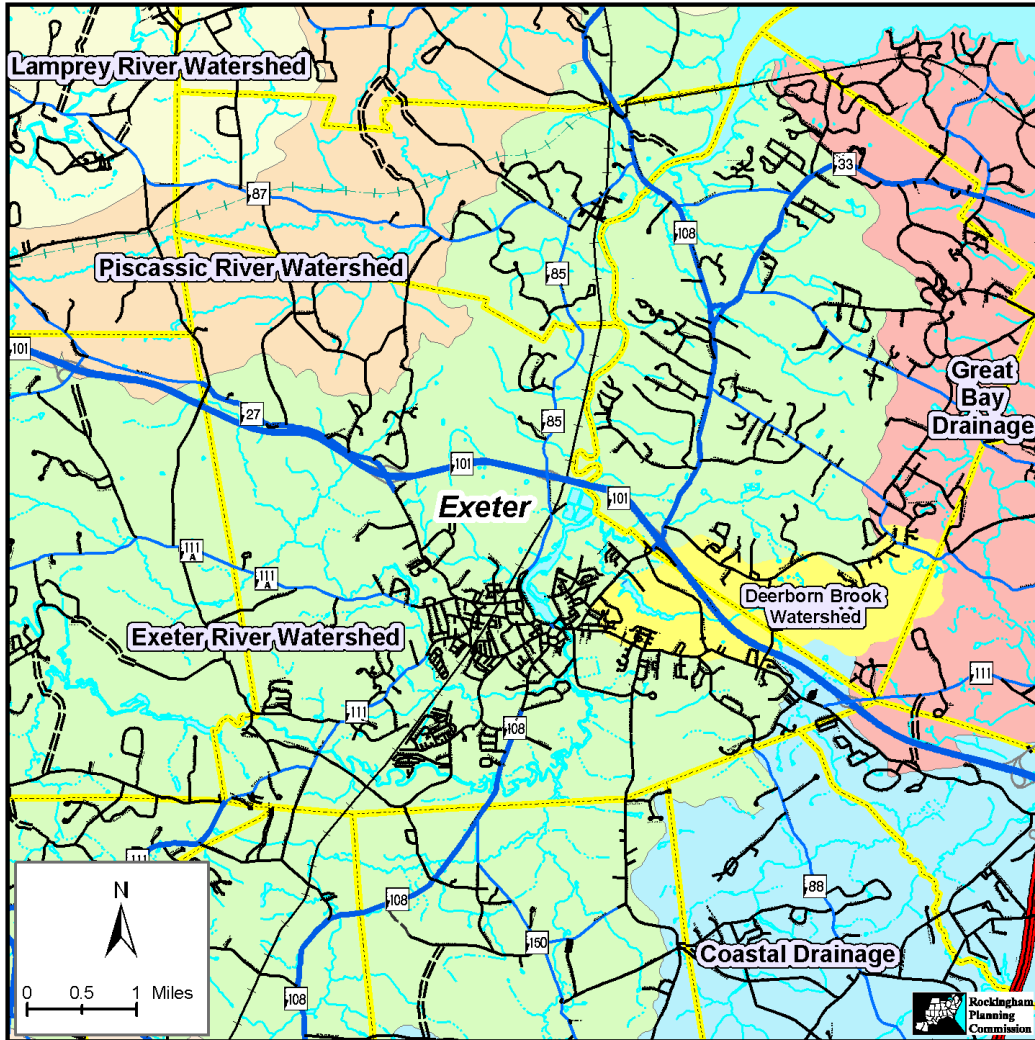 Lamprey River Watershed
33
87
108
Piscassic River Watershed
85
101
Great
Bay
Drainage
27
85
101
Exeter
101
111
A
111
A
Deerborn Brook
Watershed
Exeter River Watershed
111
111
108
111
88
N
108
150
Coastal Drainage
0 0.5 1 Miles
108
Rockingham
Planning
Commission